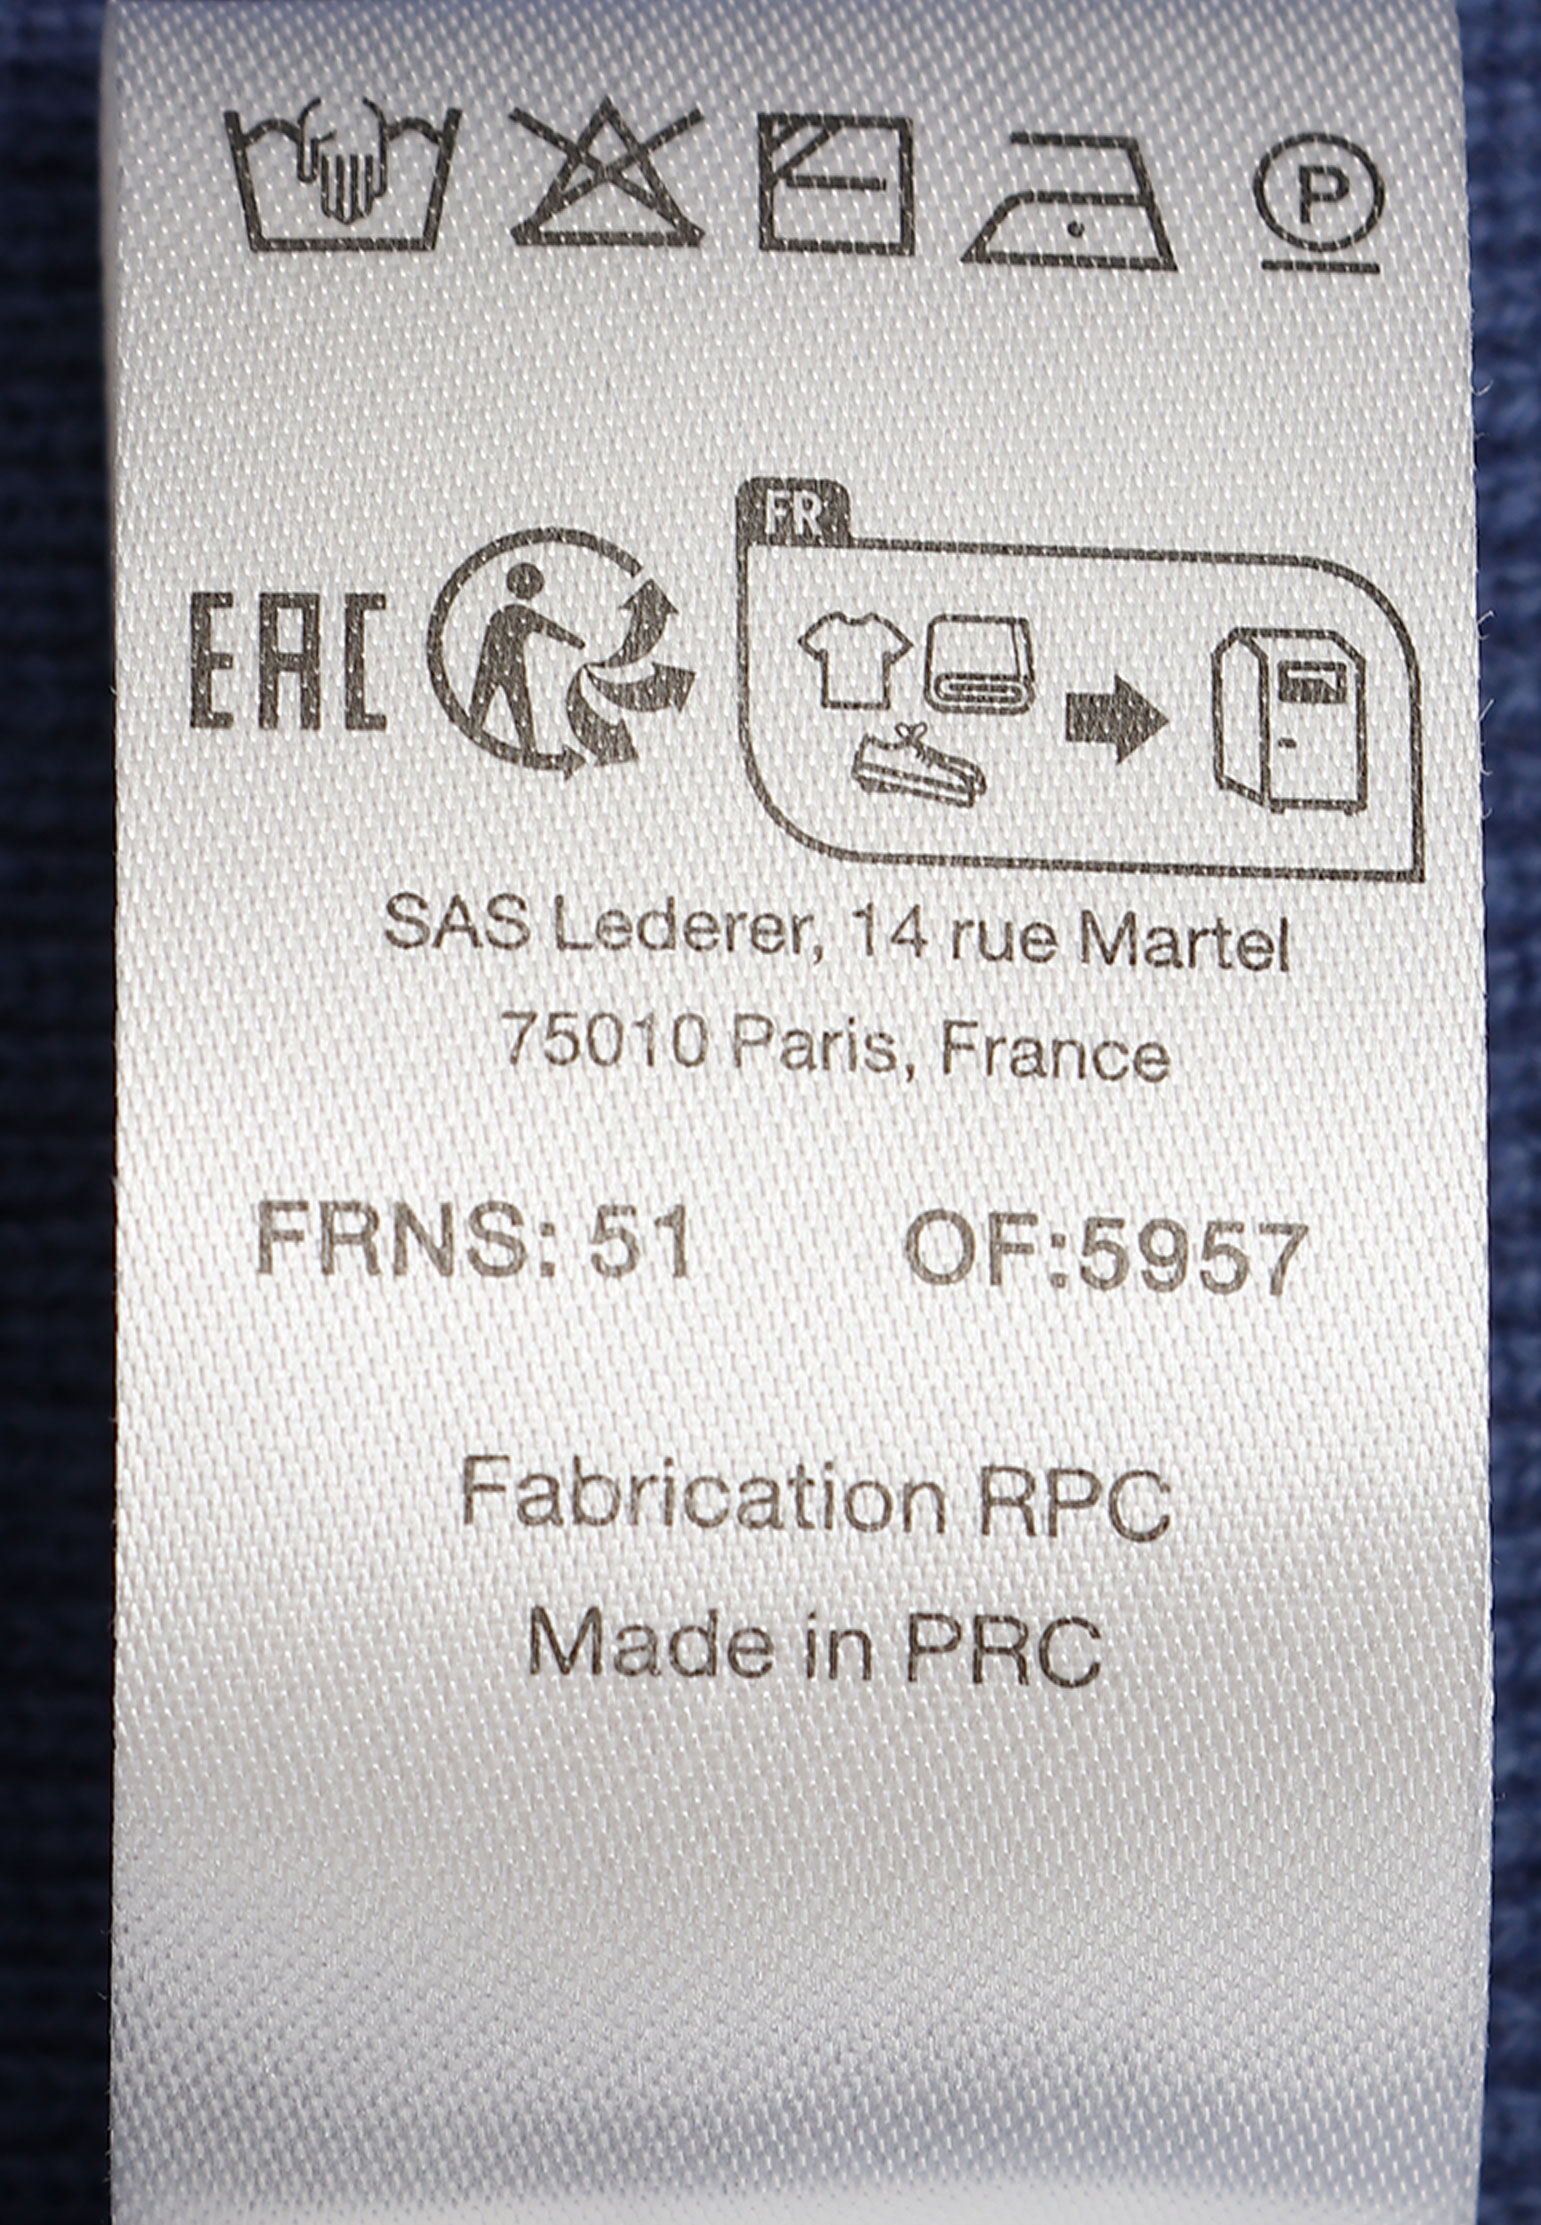 P
FR
EAC
SAS Lederer, 14 rue Martel
75010 Paris, France
FRNS: 51 OF:5957
Fabrication RPC
Made in PRC